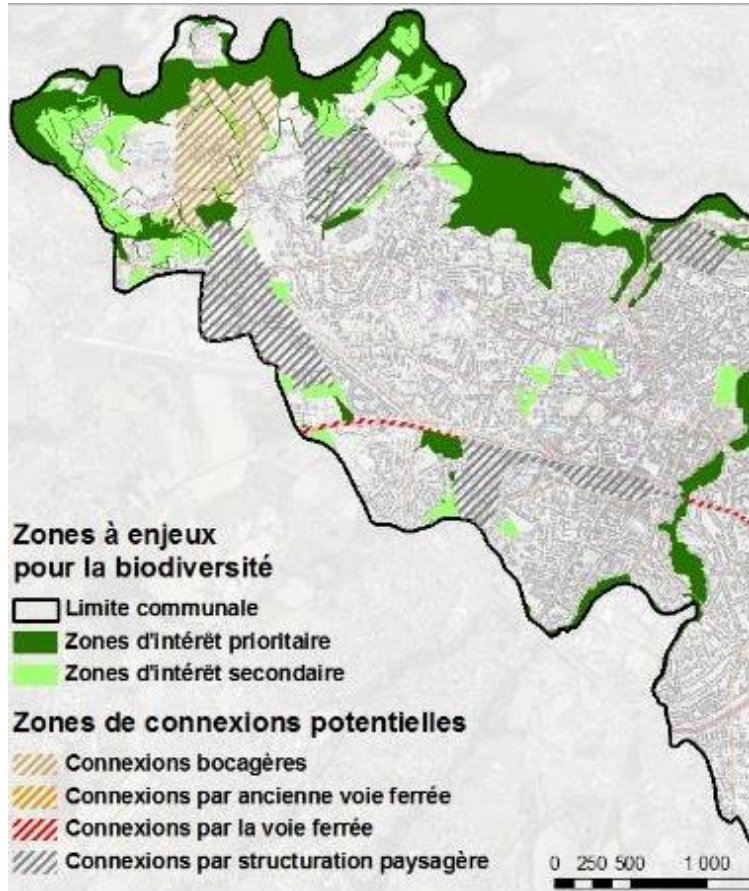 Zones à enjeux
pour la biodiversité
Limite communale
Zones d'intérêt prioritaire
Zones d'intérêt secondaire
Zones de connexions potentielles
Connexions bocagères
Connexions par ancienne voie ferrée
Connexions par la voie ferrée
Connexions par structuration paysagère
0 250 500 1 000